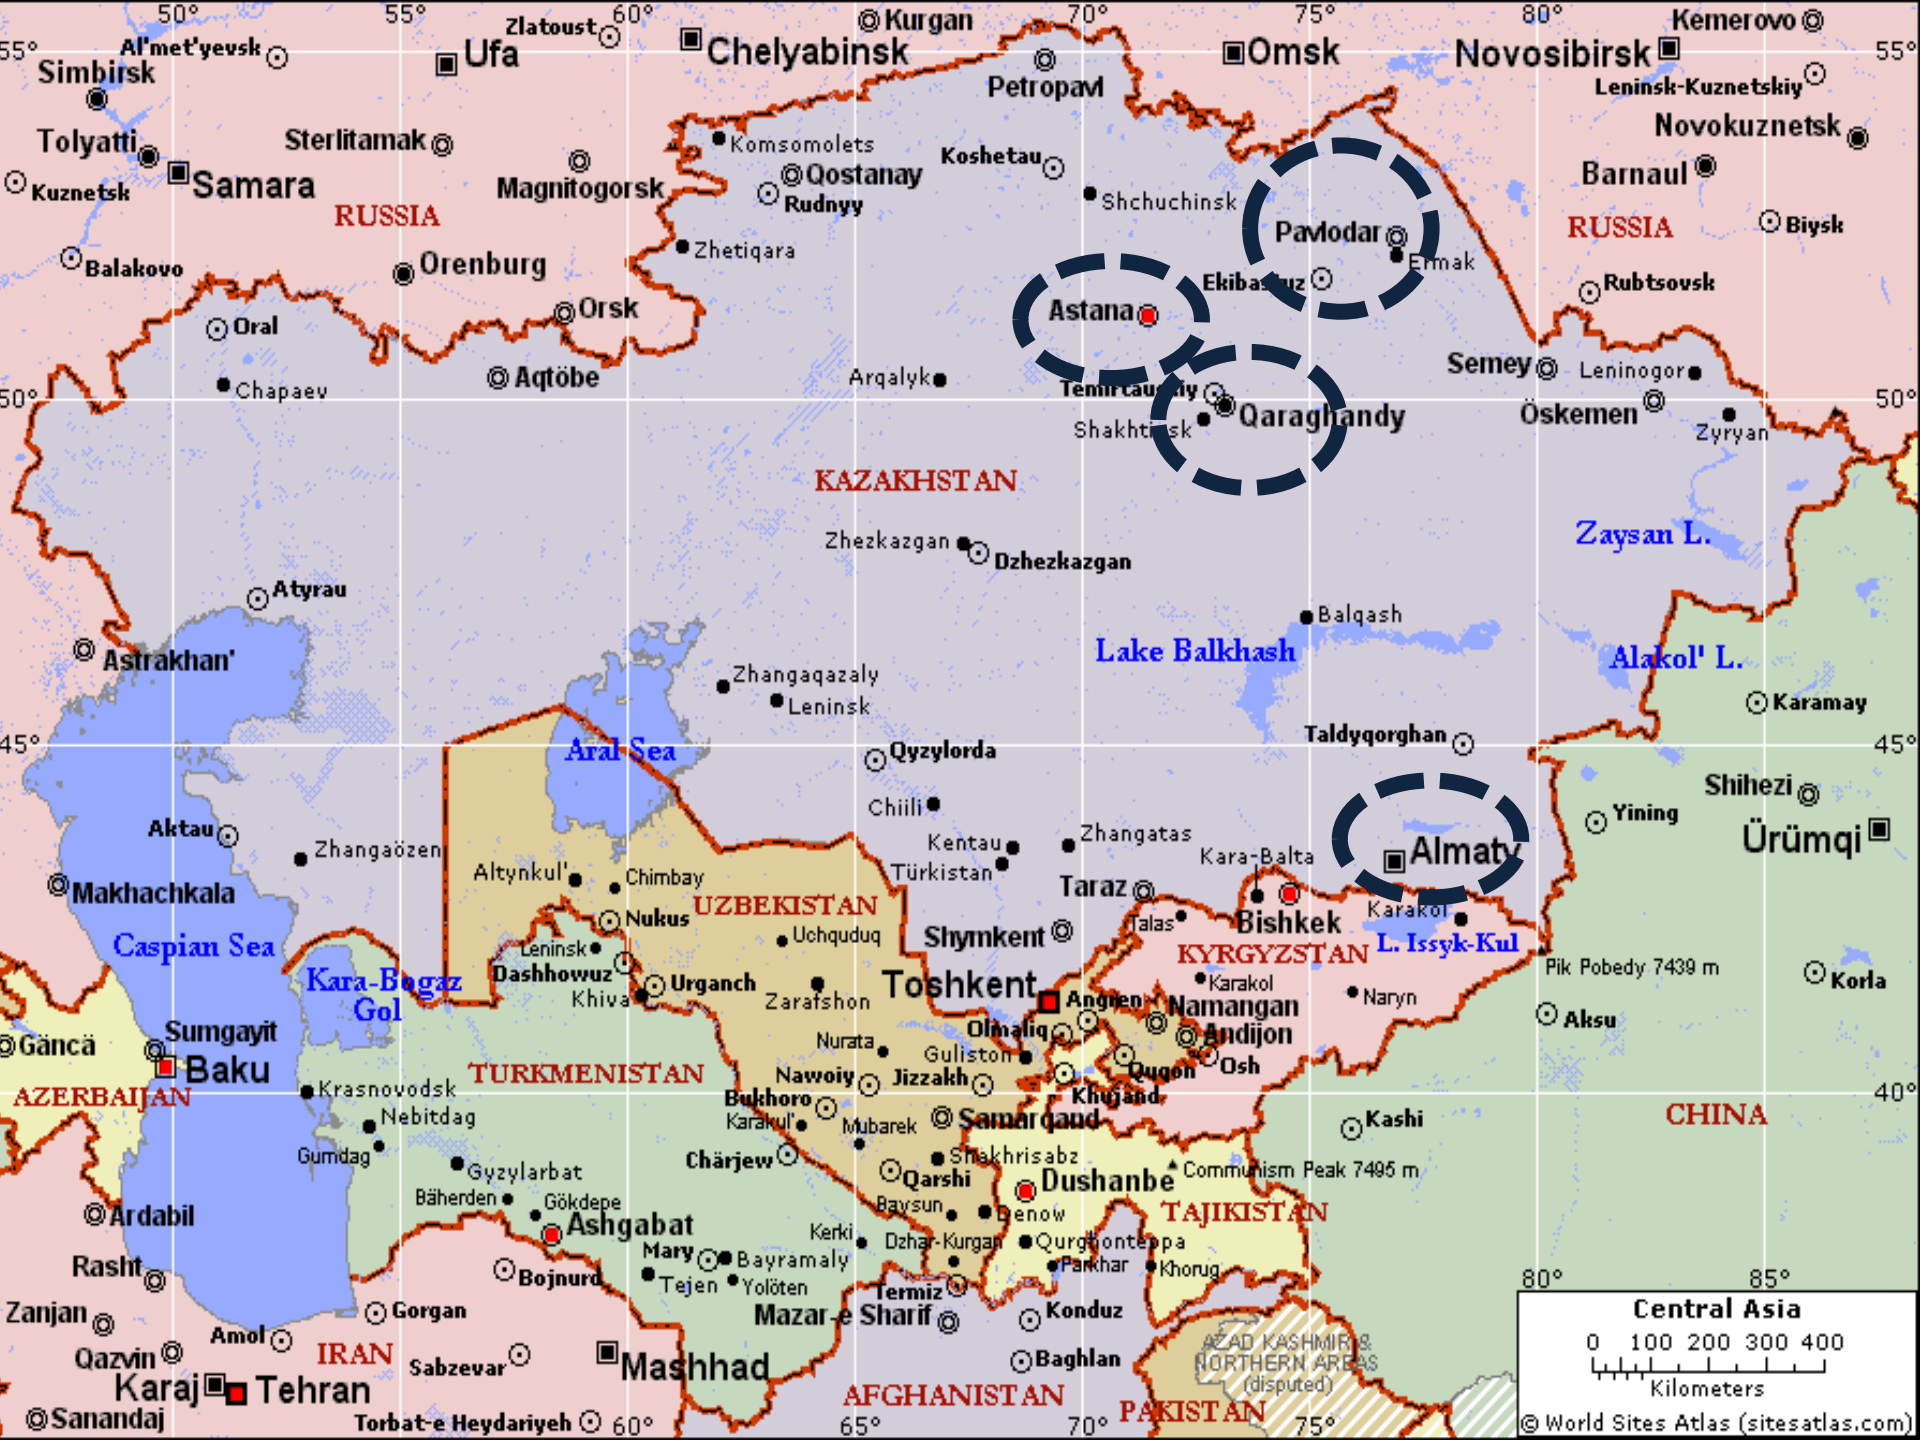 50°
55°
60°
70°
75°
80°
55°
55°
Zlatoust
Kurgan
Kemerovo
Al'met'yevsk
Ufa
Chelyabinsk
Omsk
Novosibirsk
Simbirsk
Petropavl
Leninsk-Kuznetskiy
Tolyatti
Sterlitamak
Komsomolets
Koshetau
Novokuznetsk
Kuznetsk
Samara
Magnitogorsk
Qostanay
Rudnyy
Shchuchinsk
Barnaul
RUSSIA
Pavlodar
RUSSIA
Biysk
Balakovo
Orenburg
Zhetiqara
Ermak
Ekibastuz
Rubtsovsk
Oral
Orsk
Astana
Chapaev
Aqtöbe
Arqalyk
Temirtauskiy
Semey
Leninogor
50°
50°
Shakhtinsk
Qaraghandy
Öskemen
Zyryan
KAZAKHSTAN
Zhezkazgan
Dzhezkazgan
Zaysan L.
Atyrau
Balqash
Astrakhan'
Lake Balkhash
Alakol' L.
Zhangaqazaly
Leninsk
Karamay
45°
Aral Sea
Qyzylorda
Taldyqorghan
45°
Shihezi
Chiili
Aktau
Zhangaözen
Kentau
Zhangatas
Yining
Ürümqi
Almaty
Kara-Balta
Türkistan
Altynkul'
Chimbay
Taraz
Makhachkala
UZBEKISTAN
Nukus
Talas
Bishkek
Karakol
Caspian Sea
Leninsk
Uchquduq
Shymkent
KYRGYZSTAN
L. Issyk-Kul
Dashhowuz
Pik Pobedy 7439 m
Kara-Bogaz
Gol
Urganch
Khiva
Zarafshon
Toshkent
Angren
Karakol
Naryn
Korla
Namangan
Aksu
Gäncä
Sumgayit
Nurata
Olmaliq
Andijon
Baku
Guliston
Osh
TURKMENISTAN
Nawoiy
Jizzakh
Quqon
AZERBAIJAN
Krasnovodsk
Bukhoro
Khujand
40°
Nebitdag
Karakul'
Mubarek
Samarqand
Kashi
CHINA
Gumdag
Gyzylarbat
Chärjew
Shakhrisabz
Communism Peak 7495 m
Qarshi
Dushanbe
Bäherden
Gökdepe
Baysun
Denow
TAJIKISTAN
Ardabil
Ashgabat
Kerki
Dzhar-Kurgan
Qurghonteppa
Mary
Bayramaly
Parkhar
Khorug
Rasht
Bojnurd
Tejen
Yolöten
Termiz
80°
85°
Zanjan
Gorgan
Mazar-e Sharif
Konduz
Central Asia
Amol
0 100 200 300 400
Kilometers
Qazvin
IRAN
Sabzevar
Mashhad
Baghlan
AZAD KASHMIR &
NORTHERN AREAS
(disputed)
Karaj
Tehran
AFGHANISTAN
PAKISTAN
Sanandaj
Torbat-e Heydariyeh
60°
65°
70°
75°
© World Sites Atlas (sitesatlas.com)